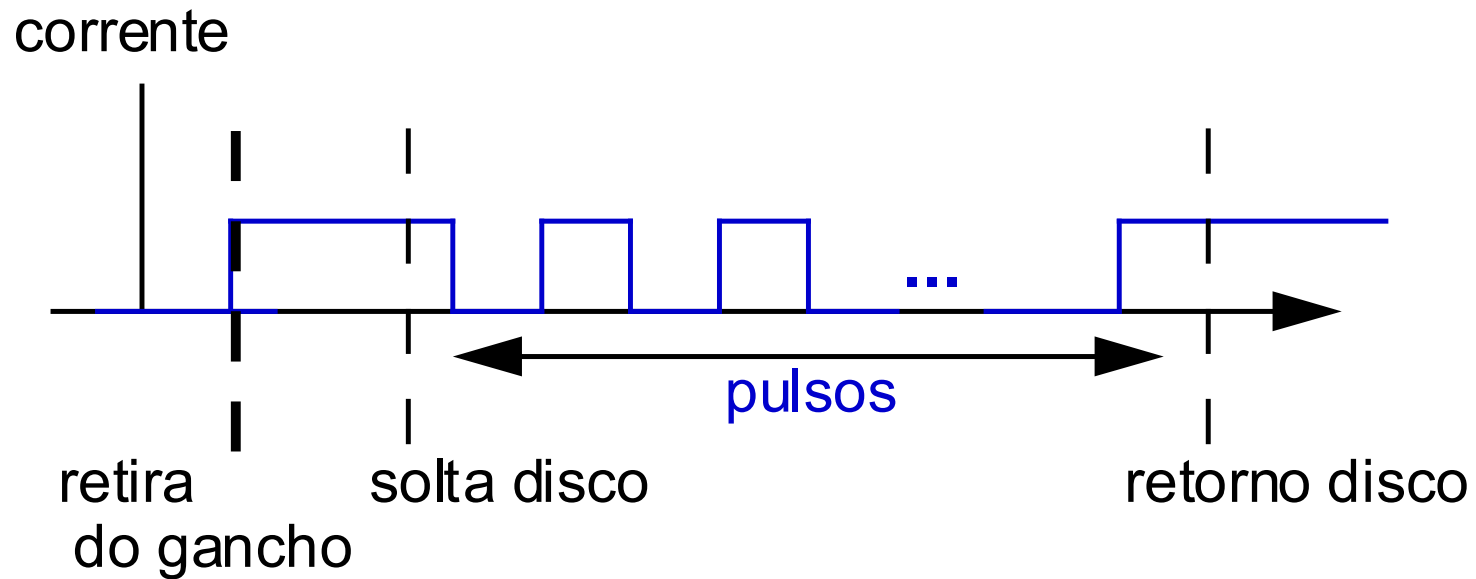 corrente
...
pulsos
retira
do gancho
solta disco
retorno disco